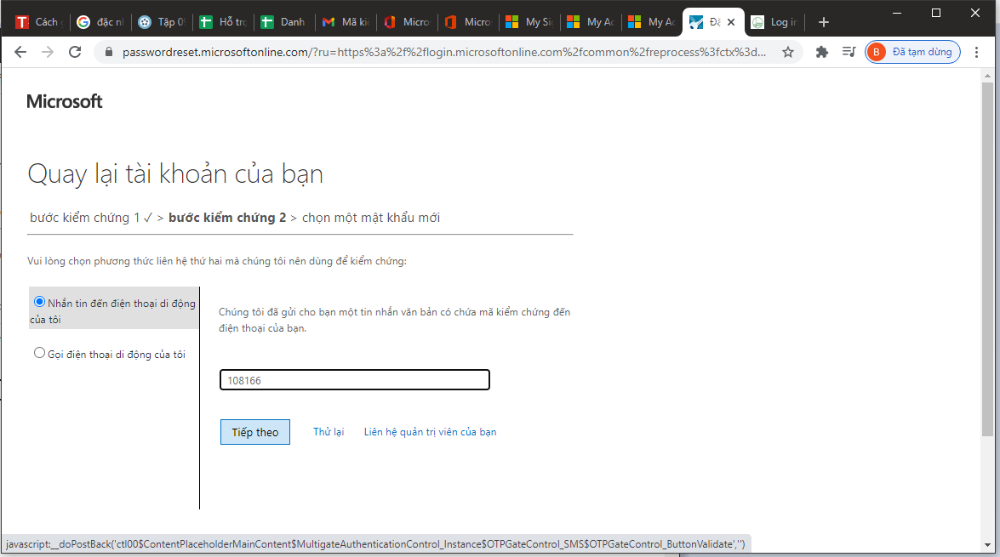 Cách
đặc n
Tập 0
Hỗ trợ
Danh
Mã ki
Micro
Micro
My Si
My Ac
My Ac
Đặ
Log in
passwordreset.microsoftonline.com/?ru=https%3a%2f%2flogin.microsoftonline.com%2fcommon%2freprocess%3fctx%3d...
B Đã tạm dừng
Microsoft
Quay lại tài khoản của bạn
bước kiểm chứng 1 ✓ > bước kiểm chứng 2 > chọn một mật khẩu mới
Vui lòng chọn phương thức liên hệ thứ hai mà chúng tôi nên dùng để kiểm chứng:
Nhắn tin đến điện thoại di động
của tôi
Gọi điện thoại di động của tôi
Chúng tôi đã gửi cho bạn một tin nhắn văn bản có chứa mã kiểm chứng đến
điện thoại của bạn.
108166
Tiếp theo
Thử lại
Liên hệ quản trị viên của bạn
javascript:__doPostBack('ctl00$ContentPlaceholderMainContent$MultigateAuthenticationControl_Instance$OTPGateControl_SMS$OTPGateControl_ButtonValidate','')